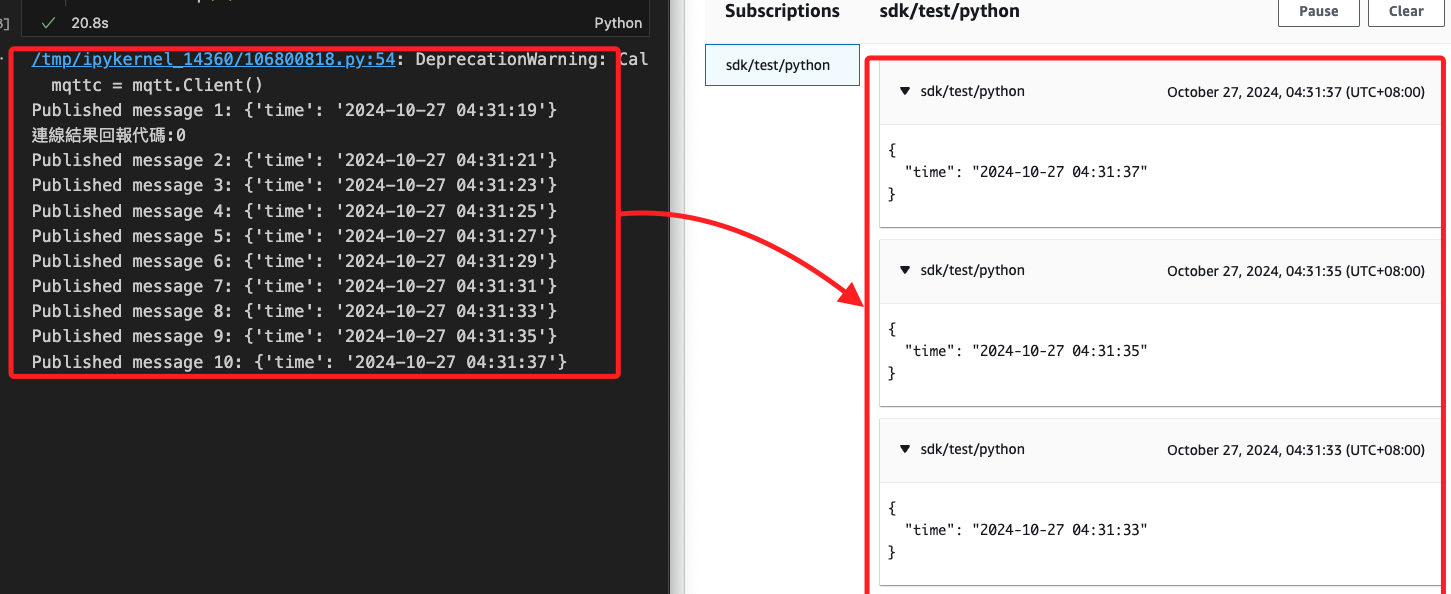 20.8s
Python
/tmp/ipykernel_14360/106800818.py:54: DeprecationWarning: Cal
mqttc = mqtt.Client()
Published message 1: {'time': '2024-10-27 04:31:19'}
連線結果回報代碼:0
Published message 2: {'time': '2024-10-27 04:31:21'}
Published message 3: {'time': '2024-10-27 04:31:23'}
Published message 4: {'time': '2024-10-27 04:31:25'}
Published message 5: {'time': '2024-10-27 04:31:27'}
Published message 6: {'time': '2024-10-27 04:31:29'}
Published message 7: {'time': '2024-10-27 04:31:31'}
Published message 8: {'time': '2024-10-27 04:31:33'}
Published message 9: {'time': '2024-10-27 04:31:35'}
Published message 10: {'time': '2024-10-27 04:31:37'}
Subscriptions
sdk/test/python
Pause
Clear
sdk/test/python
sdk/test/python
October 27, 2024, 04:31:37 (UTC+08:00)
{
"time": "2024-10-27 04:31:37"
}
sdk/test/python
October 27, 2024, 04:31:35 (UTC+08:00)
{
"time": "2024-10-27 04:31:35"
}
sdk/test/python
October 27, 2024, 04:31:33 (UTC+08:00)
{
"time": "2024-10-27 04:31:33"
}